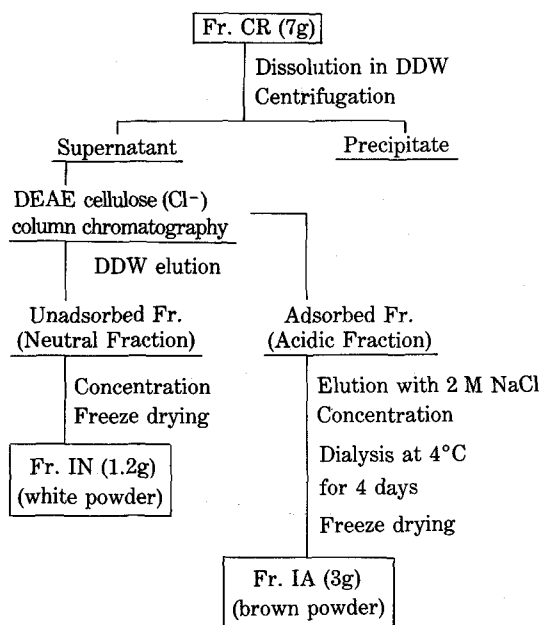 Fr. CR (7g)
Dissolution in DDW
Centrifugation
Supernatant
Precipitate
DEAE cellulose (Cl⁻)
column chromatography
DDW elution
Unadsorbed Fr.
(Neutral Fraction)
Adsorbed Fr.
(Acidic Fraction)
Concentration
Freeze drying
Elution with 2 M NaCl
Concentration
Dialysis at 4°C
for 4 days
Freeze drying
Fr. IN (1.2g)
(white powder)
Fr. IA (3g)
(brown powder)